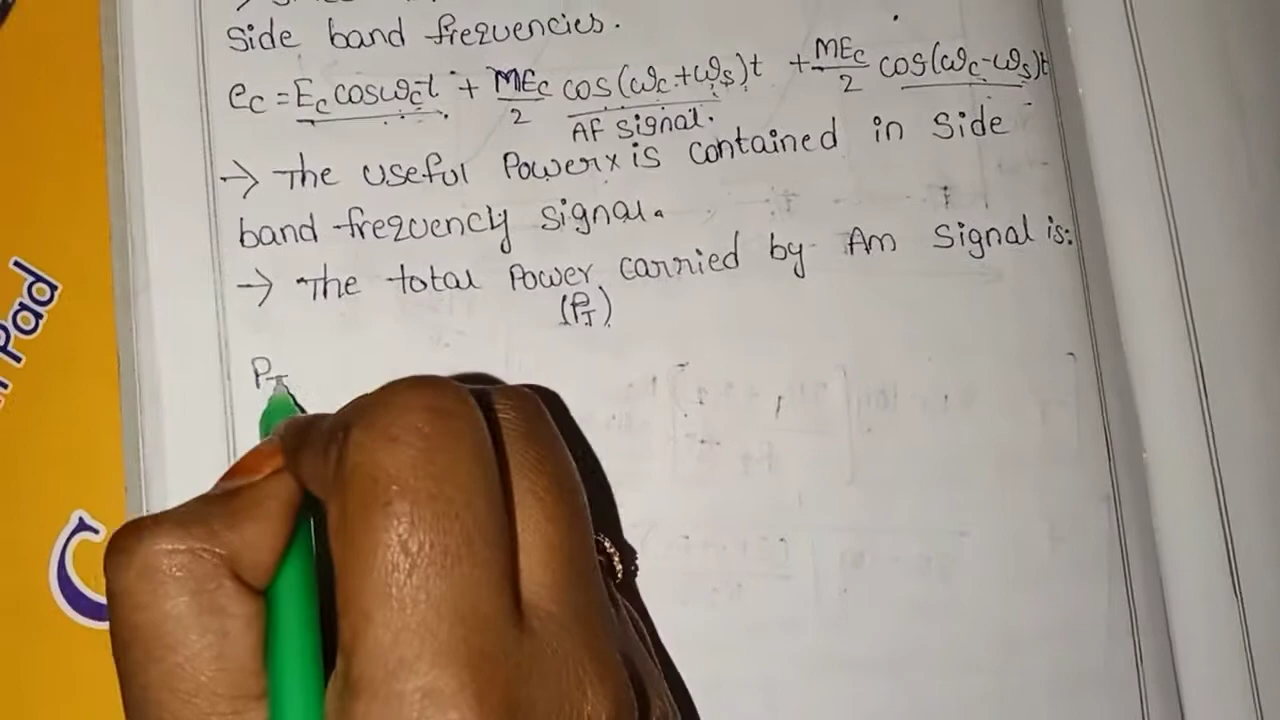 side band frequencies.
ec = Ec cosωct + MEc/2 cos(ωc+ωs)t + MEc/2 cos(ωc-ωs)t
AF signal.
→ The useful Power x is contained in side
band frequency signal.
→ The total Power carried by Am signal is:
(PT)
PT
Pad
C